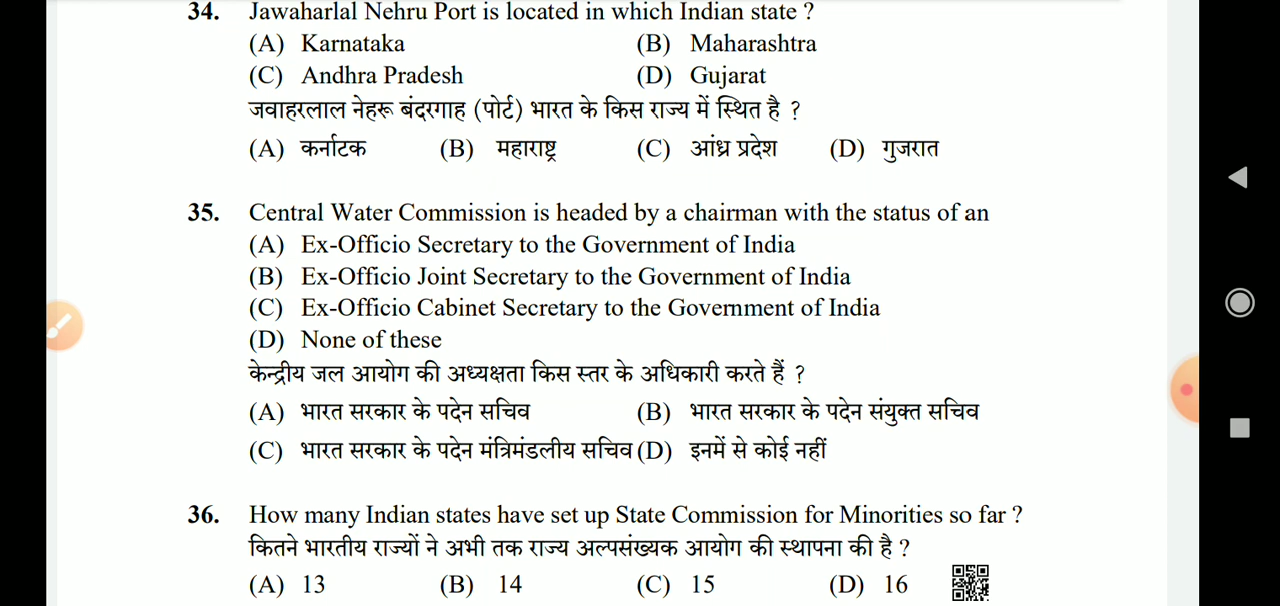 34. Jawaharlal Nehru Port is located in which Indian state ?
(A) Karnataka (B) Maharashtra
(C) Andhra Pradesh (D) Gujarat
जवाहरलाल नेहरू बंदरगाह (पोर्ट) भारत के किस राज्य में स्थित है ?
(A) कर्नाटक (B) महाराष्ट्र (C) आंध्र प्रदेश (D) गुजरात
35. Central Water Commission is headed by a chairman with the status of an
(A) Ex-Officio Secretary to the Government of India
(B) Ex-Officio Joint Secretary to the Government of India
(C) Ex-Officio Cabinet Secretary to the Government of India
(D) None of these
केन्द्रीय जल आयोग की अध्यक्षता किस स्तर के अधिकारी करते हैं ?
(A) भारत सरकार के पदेन सचिव (B) भारत सरकार के पदेन संयुक्त सचिव
(C) भारत सरकार के पदेन मंत्रिमंडलीय सचिव (D) इनमें से कोई नहीं
36. How many Indian states have set up State Commission for Minorities so far ?
कितने भारतीय राज्यों ने अभी तक राज्य अल्पसंख्यक आयोग की स्थापना की है ?
(A) 13 (B) 14 (C) 15 (D) 16